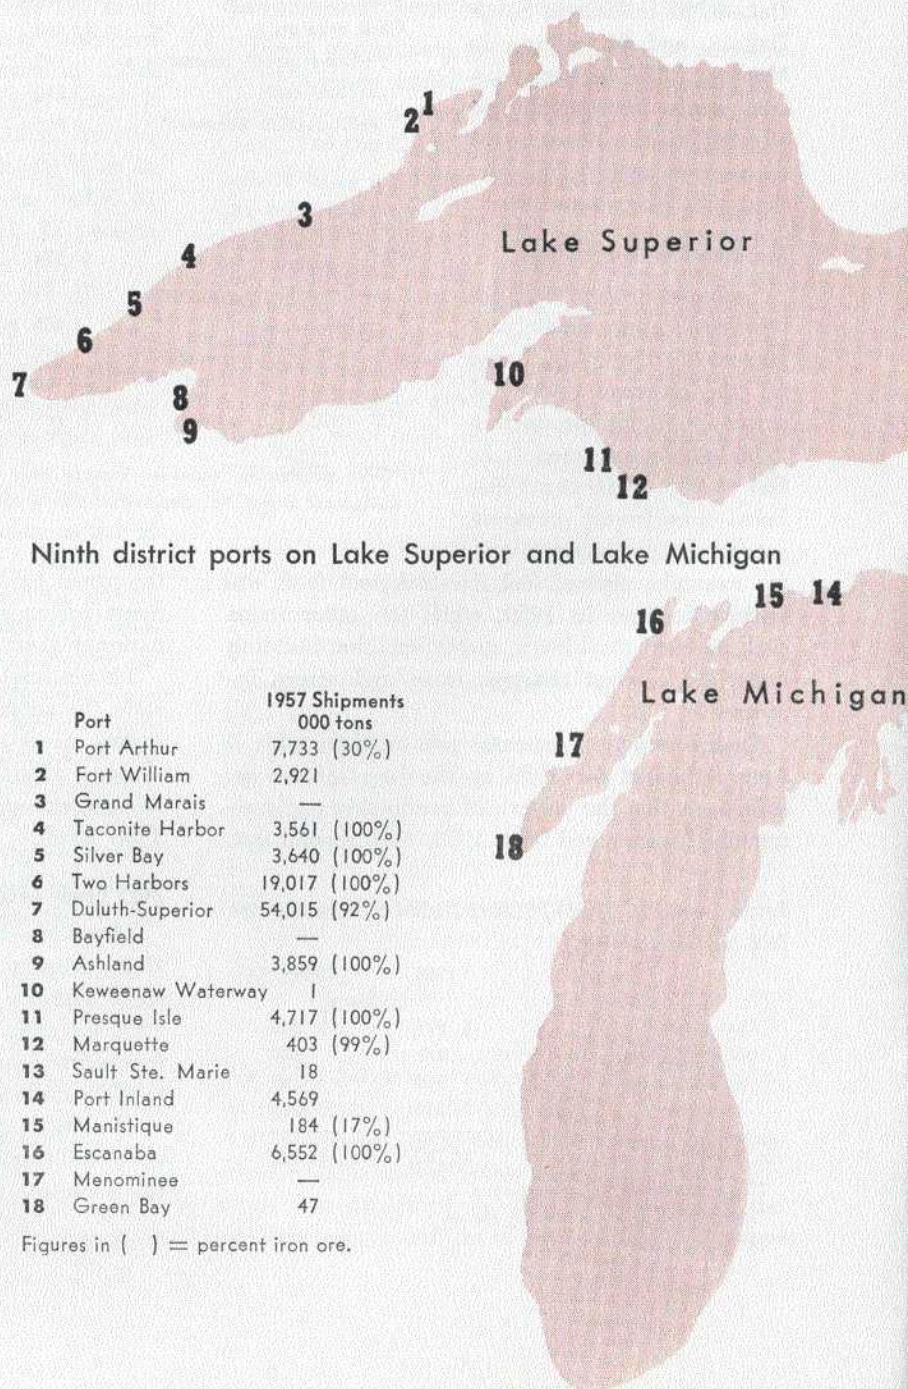 1
2
3
Lake Superior
4
5
6
7
10
8
9
11
12
Ninth district ports on Lake Superior and Lake Michigan
15 14
16
Lake Michigan
17
18
1957 Shipments
Port 000 tons
1 Port Arthur 7,733 (30%)
2 Fort William 2,921
3 Grand Marais —
4 Taconite Harbor 3,561 (100%)
5 Silver Bay 3,640 (100%)
6 Two Harbors 19,017 (100%)
7 Duluth-Superior 54,015 (92%)
8 Bayfield —
9 Ashland 3,859 (100%)
10 Keweenaw Waterway 1
11 Presque Isle 4,717 (100%)
12 Marquette 403 (99%)
13 Sault Ste. Marie 18
14 Port Inland 4,569
15 Manistique 184 (17%)
16 Escanaba 6,552 (100%)
17 Menominee —
18 Green Bay 47
Figures in ( ) = percent iron ore.